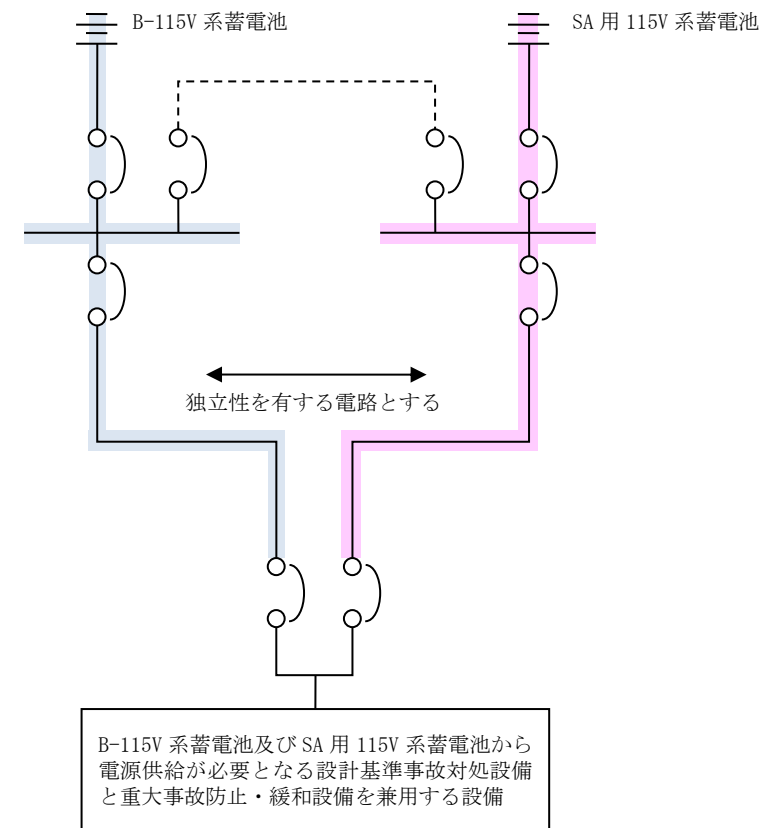 B-115V 系蓄電池
SA 用 115V 系蓄電池
独立性を有する電路とする
B-115V 系蓄電池及び SA 用 115V 系蓄電池から
電源供給が必要となる設計基準事故対処設備
と重大事故防止・緩和設備を兼用する設備